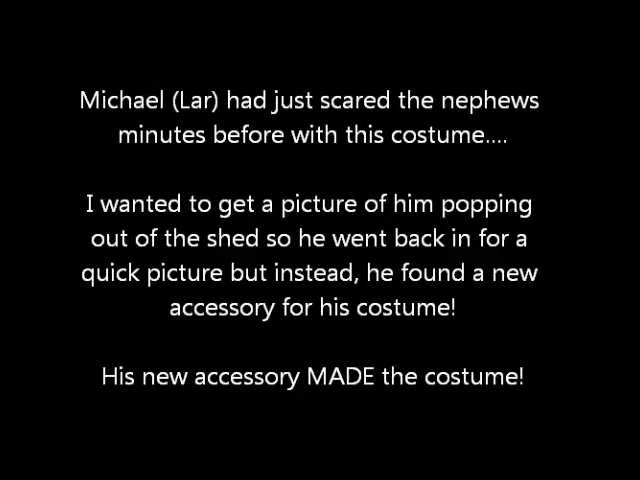 Michael (Lar) had just scared the nephews
minutes before with this costume....
I wanted to get a picture of him popping
out of the shed so he went back in for a
quick picture but instead, he found a new
accessory for his costume!
His new accessory MADE the costume!